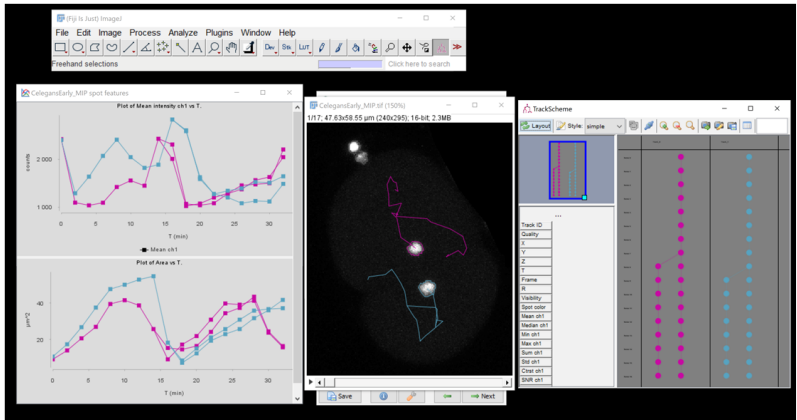 (Fiji Is Just) ImageJ
File Edit Image Process Analyze Plugins Window Help
Dev Stk LUT
Freehand selections
Click here to search
CelegansEarly_MIP spot features
Plot of Mean intensity ch1 vs T.
counts
2 000
1 000
0 5 10 15 20 25 30
T (min)
Mean ch1
Plot of Area vs T.
µm^2
40
20
0 5 10 15 20 25 30
T (min)
CelegansEarly_MIP.tif (150%)
1/17; 47.63x58.55 µm (240x295); 16-bit; 2.3MB
Save
Next
TrackScheme
Layout
Style:
simple
...
Track ID
Quality
X
Y
Z
T
Frame
R
Visibility
Spot color
Mean ch1
Median ch1
Min ch1
Max ch1
Sum ch1
Std ch1
Ctrst ch1
SNR ch1